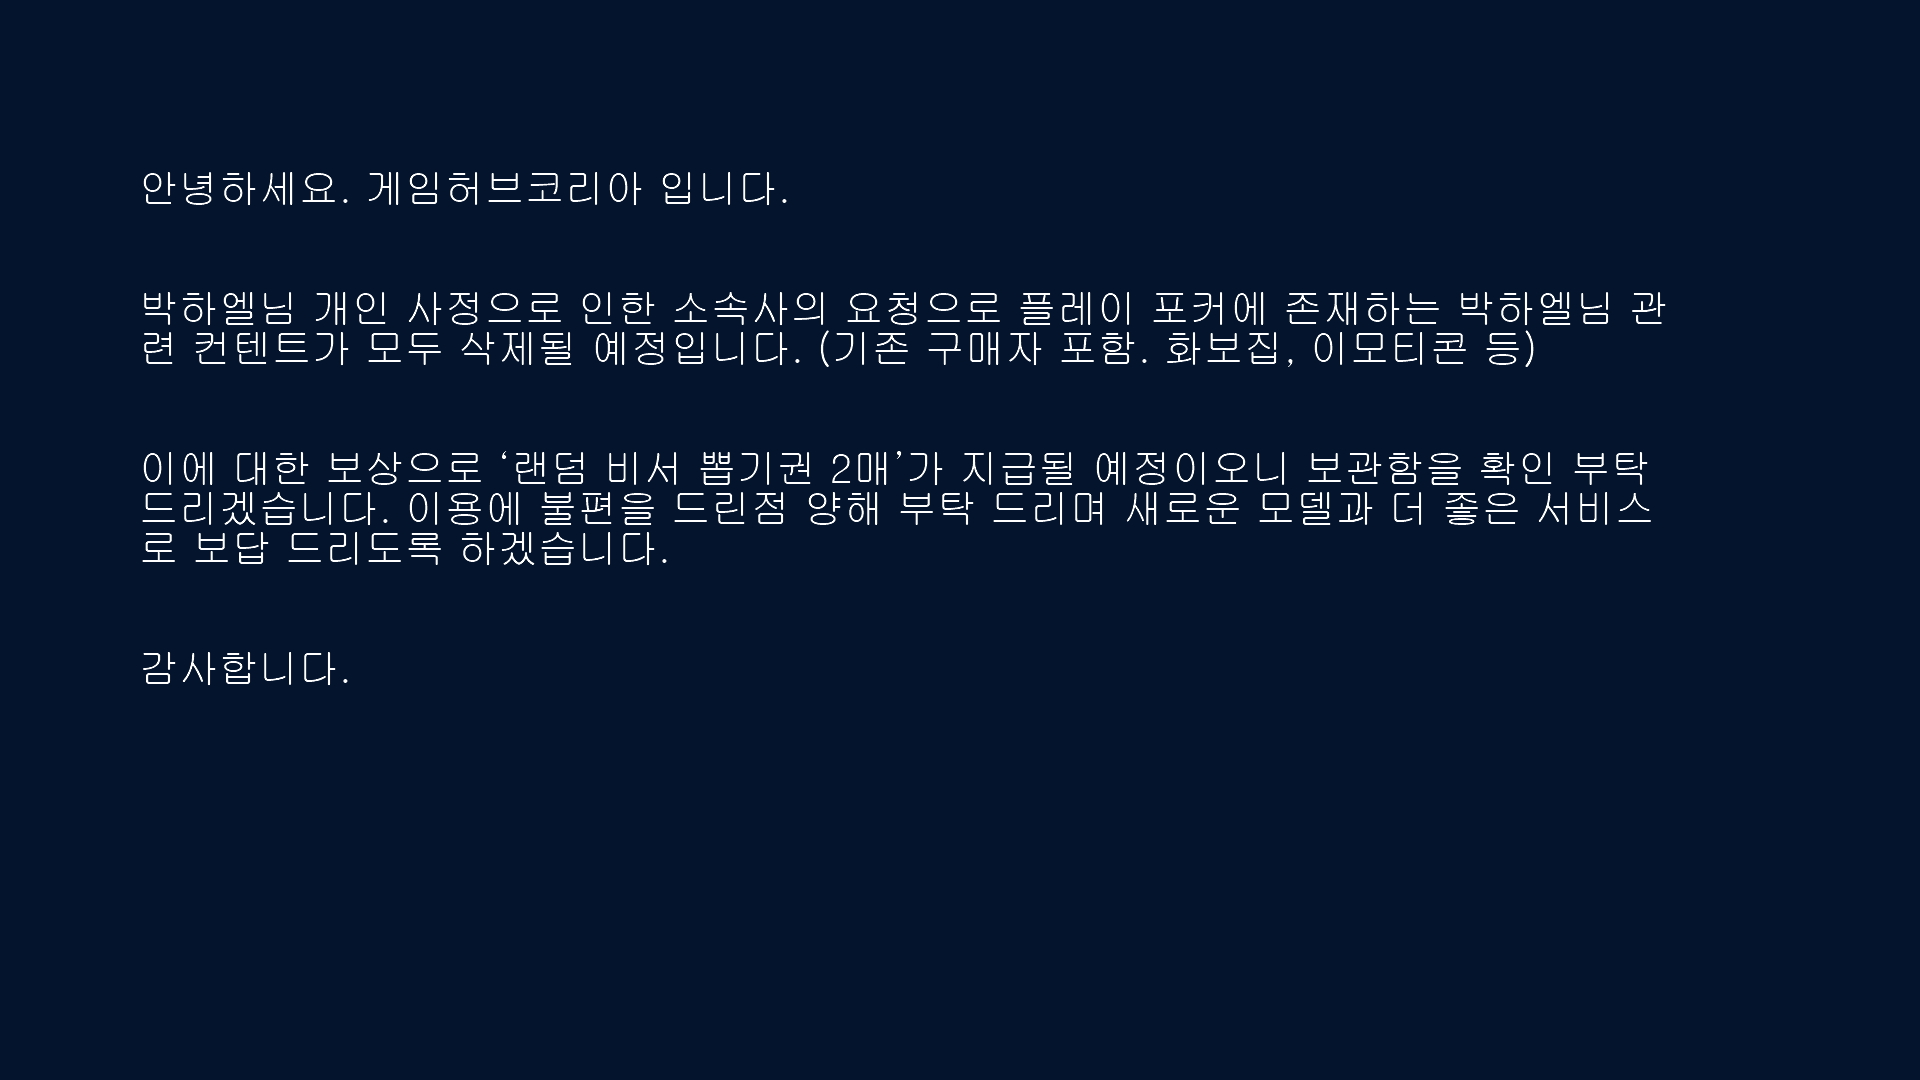 안녕하세요. 게임허브코리아 입니다.
박하엘님 개인 사정으로 인한 소속사의 요청으로 플레이 포커에 존재하는 박하엘님 관
련 컨텐트가 모두 삭제될 예정입니다. (기존 구매자 포함. 화보집, 이모티콘 등)
이에 대한 보상으로 ‘랜덤 비서 뽑기권 2매’가 지급될 예정이오니 보관함을 확인 부탁
드리겠습니다. 이용에 불편을 드린점 양해 부탁 드리며 새로운 모델과 더 좋은 서비스
로 보답 드리도록 하겠습니다.
감사합니다.